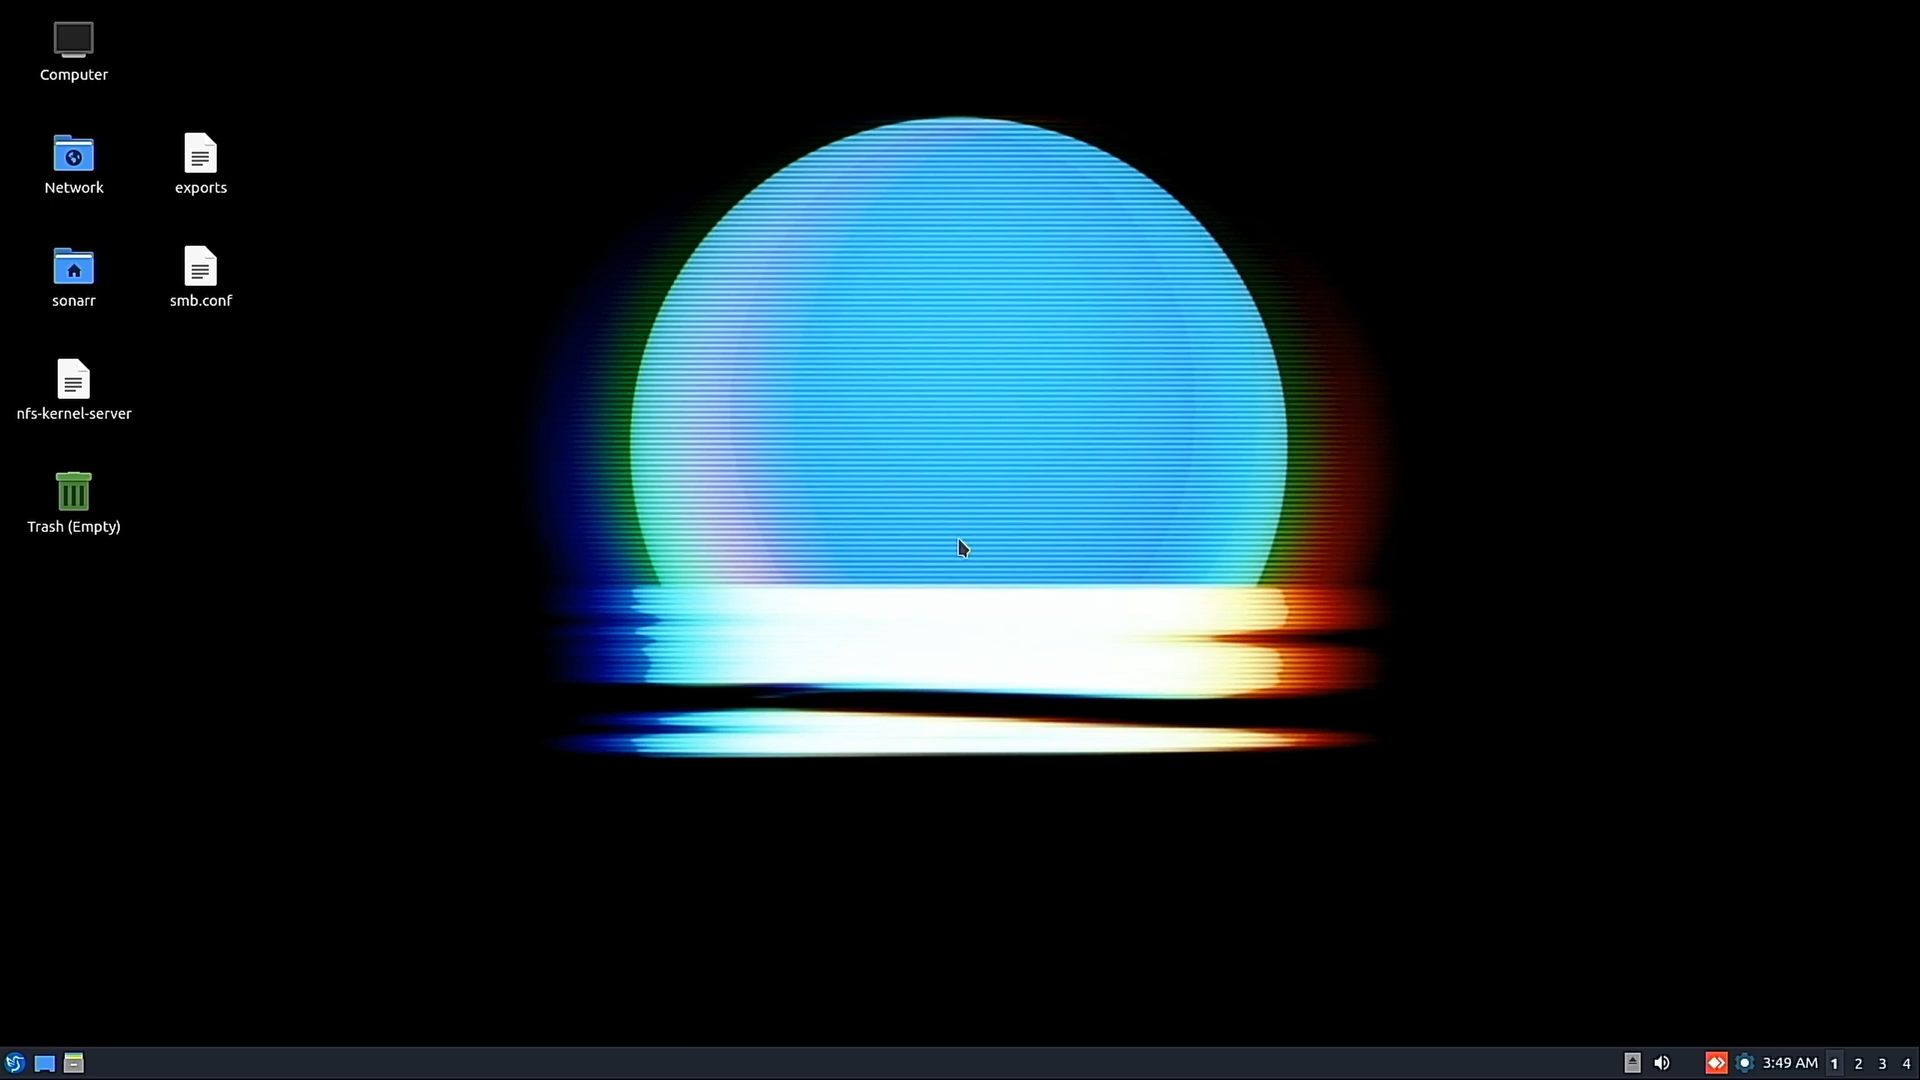 Computer
Network
exports
sonarr
smb.conf
nfs-kernel-server
Trash (Empty)
3:49 AM 1 2 3 4